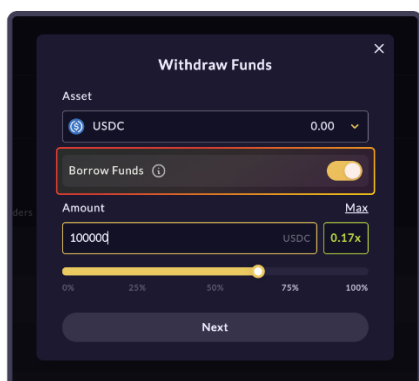 Withdraw Funds
Asset
USDC 0.00
Borrow Funds
ders
Amount Max
100000 USDC 0.17x
0% 25% 50% 75% 100%
Next